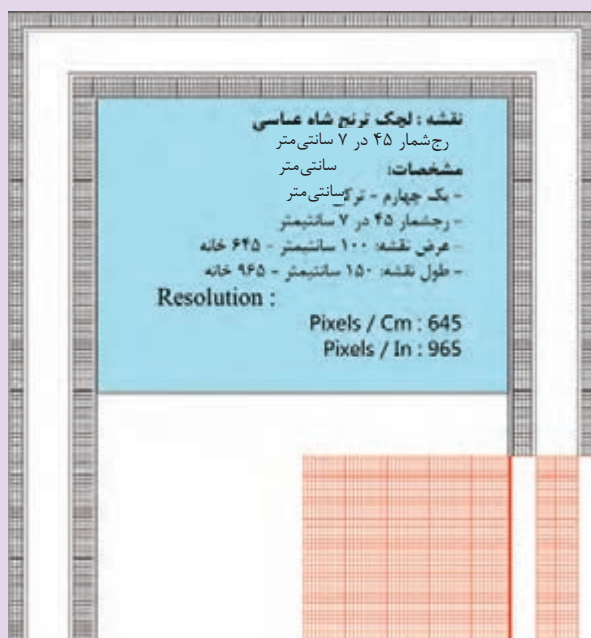 نقشه : لچک ترنج شاه عباسی
رج‌شمار ۴۵ در ۷ سانتی‌متر
مشخصات: سانتی‌متر
- یک چهارم - ترکی سانتی‌متر
- رجشمار ۴۵ در ۷ سانتیمتر
- عرض نقشه: ۱۰۰ سانتیمتر - ۶۴۵ خانه
- طول نقشه: ۱۵۰ سانتیمتر - ۹۶۵ خانه
Resolution :
Pixels / Cm : 645
Pixels / In : 965